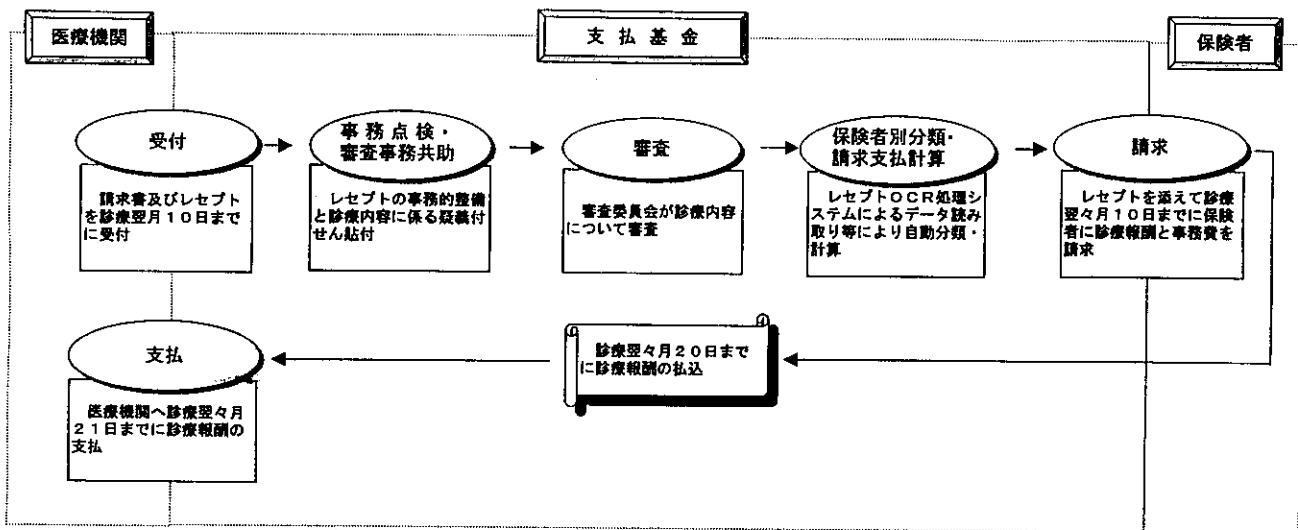 医療機関
支払基金
保険者
受付
請求書及びレセプト
を診療翌月10日まで
に受付
事務点検・
審査事務共助
レセプトの事務的整備
と診療内容に係る疑義付
せん貼付
審査
審査委員会が診療内容
について審査
保険者別分類・
請求支払計算
レセプトOCR処理シ
ステムによるデータ読み
取り等により自動分類・
計算
請求
レセプトを添えて診療
翌々月10日までに保険
者に診療報酬と事務費を
請求
支払
医療機関へ診療翌々月
21日までに診療報酬の
支払
診療翌々月20日まで
に診療報酬の払込